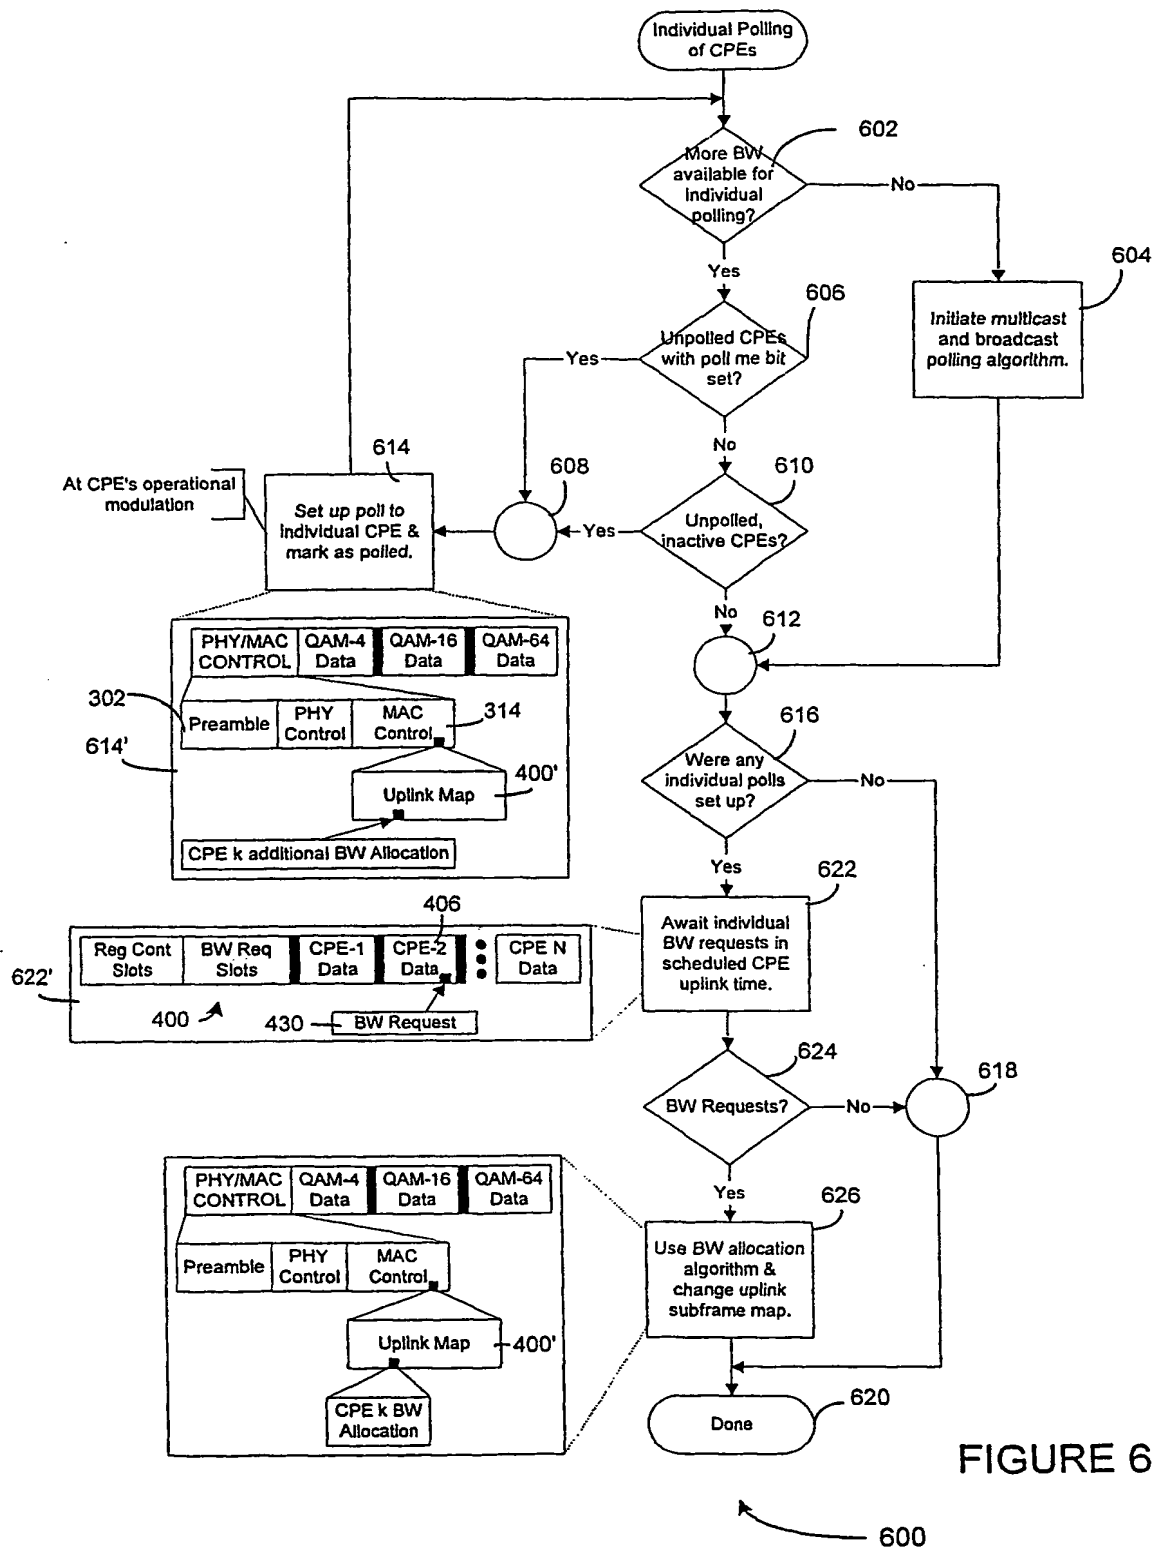 Individual Polling
of CPEs
602
More BW
available for
individual
polling?
No
604
Yes
606
Initiate multicast
and broadcast
polling algorithm.
Unpolled CPEs
with poll me bit
set?
Yes
No
614
608
610
At CPE's operational
modulation
Set up poll to
individual CPE &
mark as polled.
Unpolled,
inactive CPEs?
Yes
No
612
PHY/MAC
CONTROL
QAM-4
Data
QAM-16
Data
QAM-64
Data
302
Preamble
PHY
Control
MAC
Control
314
614'
400'
Uplink Map
CPE k additional BW Allocation
616
Were any
individual polls
set up?
No
Yes
622
406
Await individual
BW requests in
scheduled CPE
uplink time.
Reg Cont
Slots
BW Req
Slots
CPE-1
Data
CPE-2
Data
CPE N
Data
622'
400
430
BW Request
624
618
BW Requests?
No
Yes
626
PHY/MAC
CONTROL
QAM-4
Data
QAM-16
Data
QAM-64
Data
Preamble
PHY
Control
MAC
Control
Use BW allocation
algorithm &
change uplink
subframe map.
Uplink Map
400'
CPE k BW
Allocation
620
Done
FIGURE 6
600